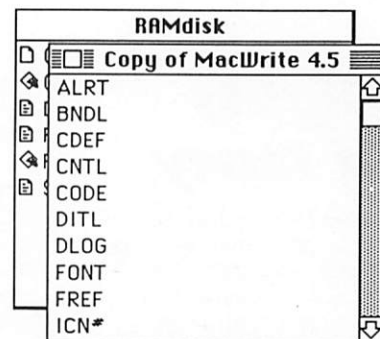 RAMdisk
Copy of MacWrite 4.5
ALRT
BNDL
CDEF
CNTL
CODE
DITL
DLOG
FONT
FREF
ICN#